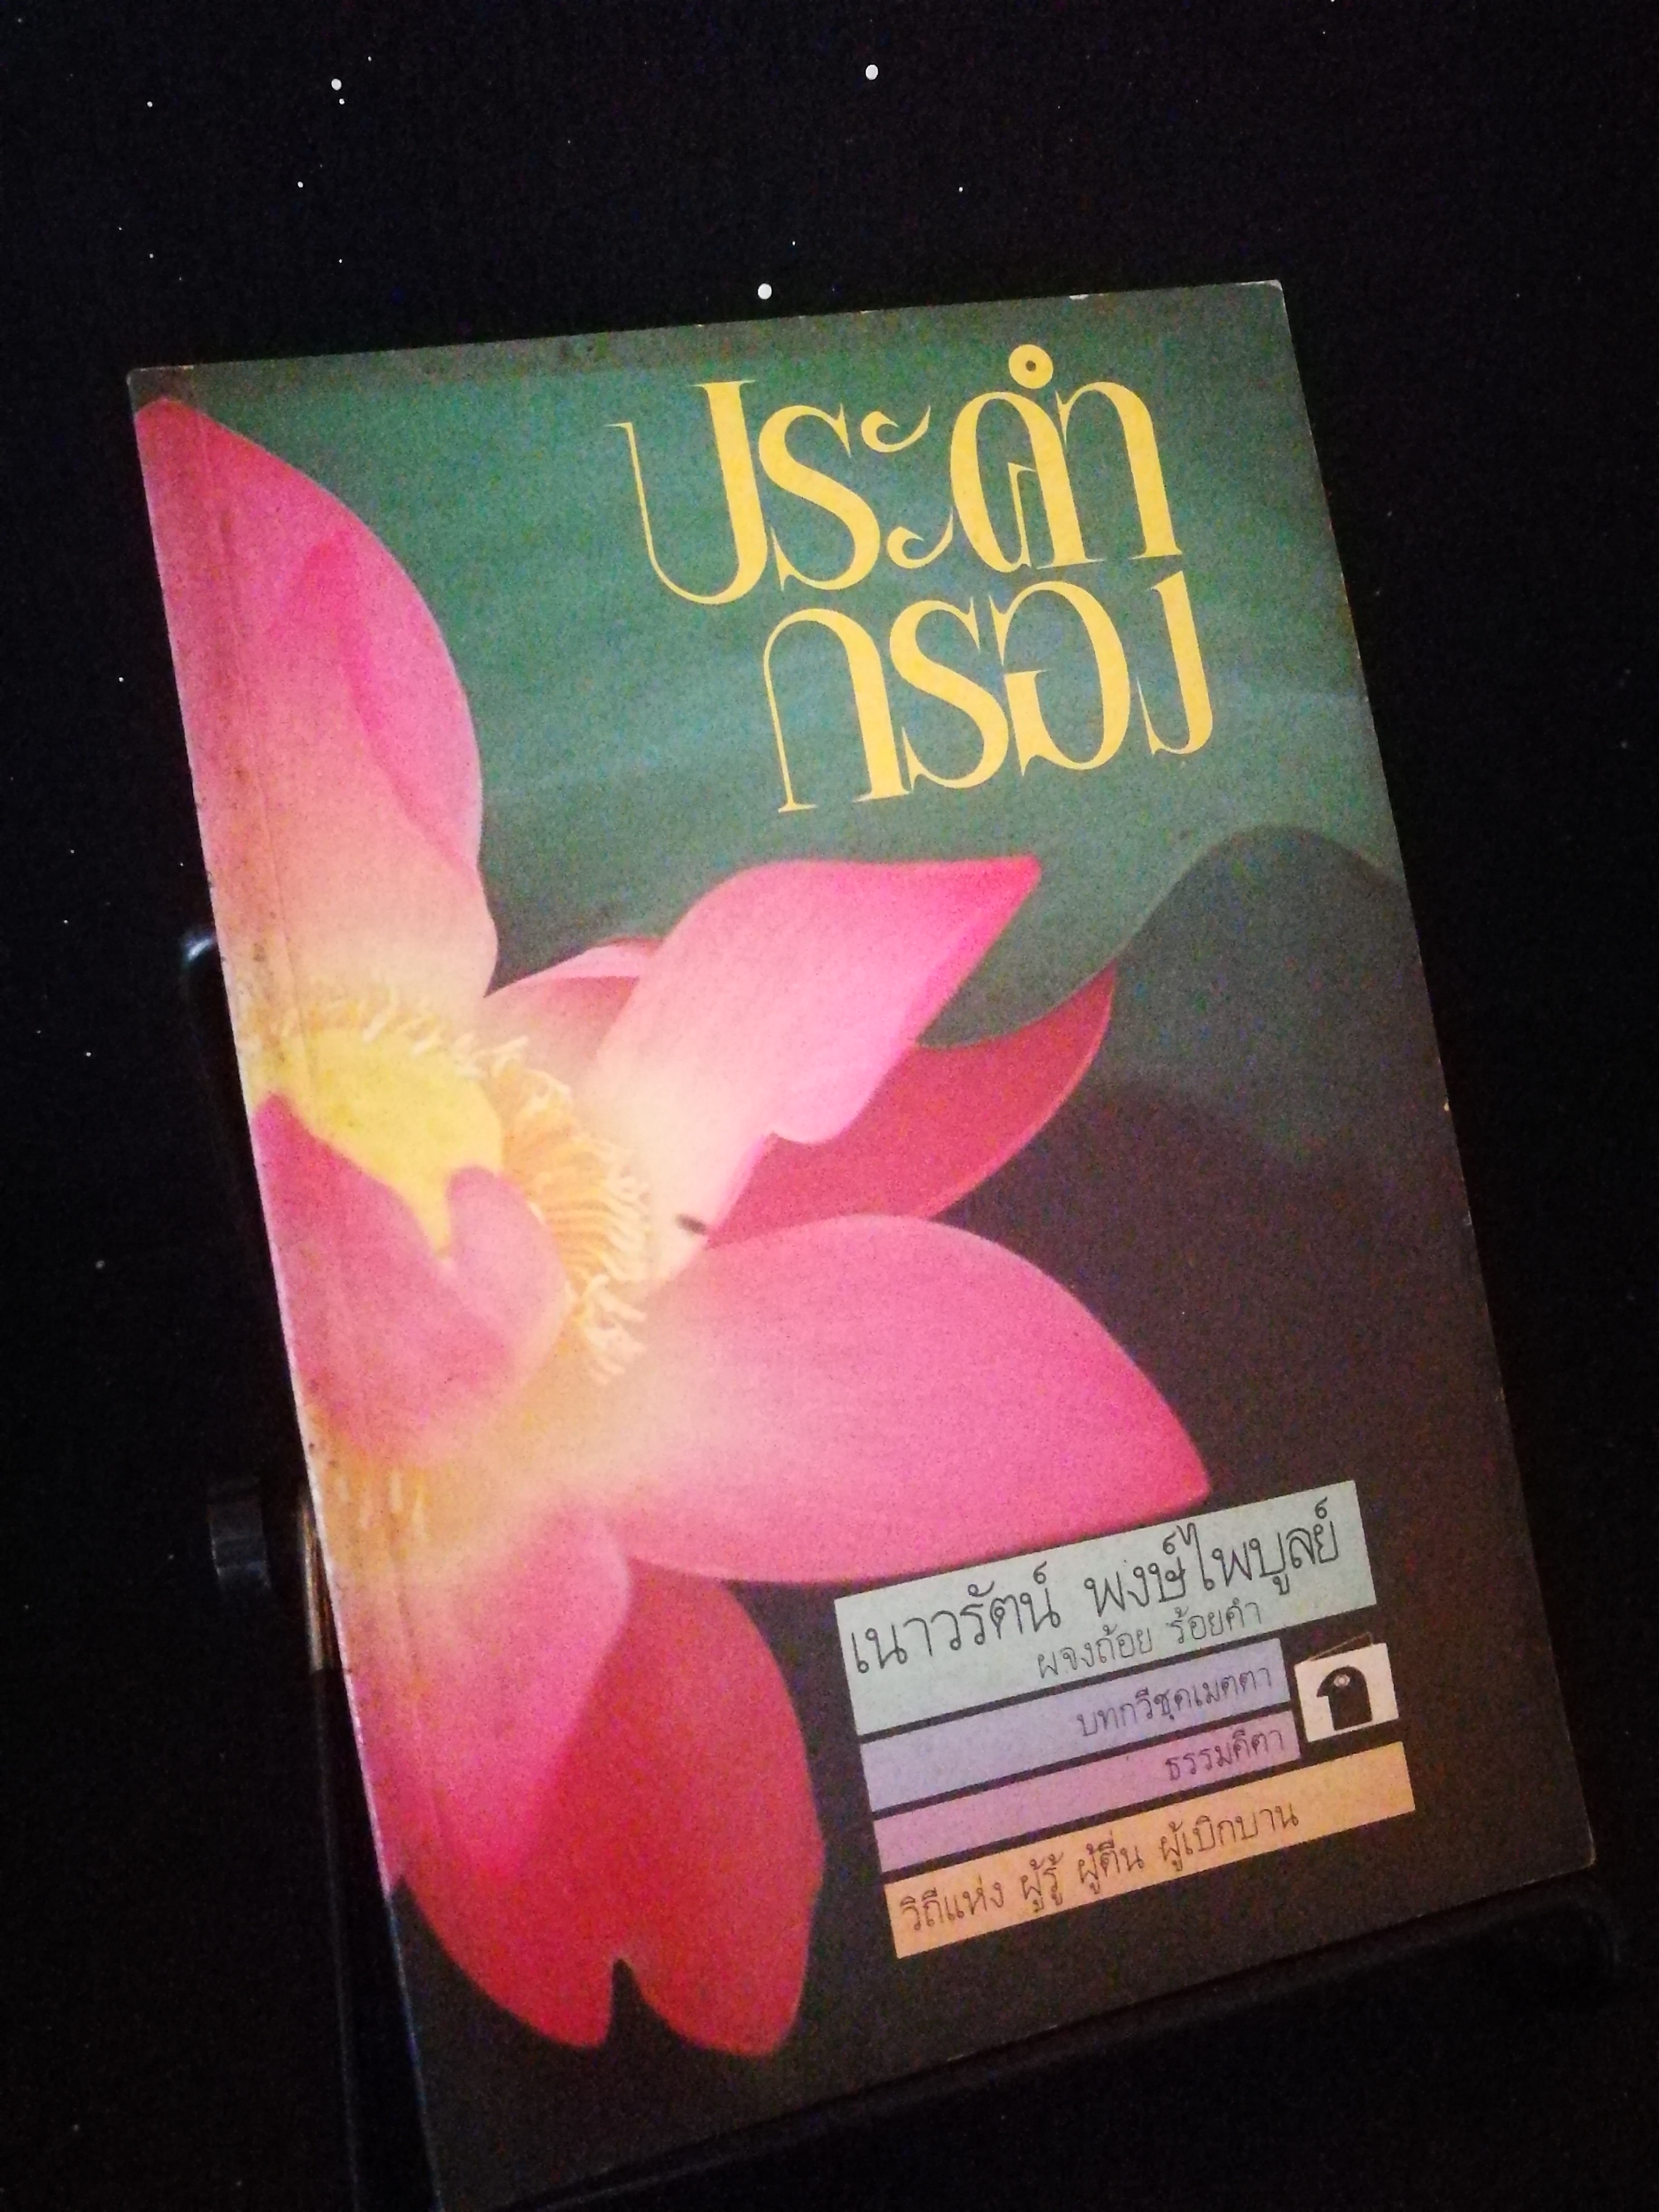 ประคำ
กรอง
เนาวรัตน์ พงษ์ไพบูลย์
ผจงถ้อย ร้อยคำ
บทกวีชุดเมตตา
ธรรมคีตา
ก
วิถีแห่ง ผู้รู้ ผู้ตื่น ผู้เบิกบาน